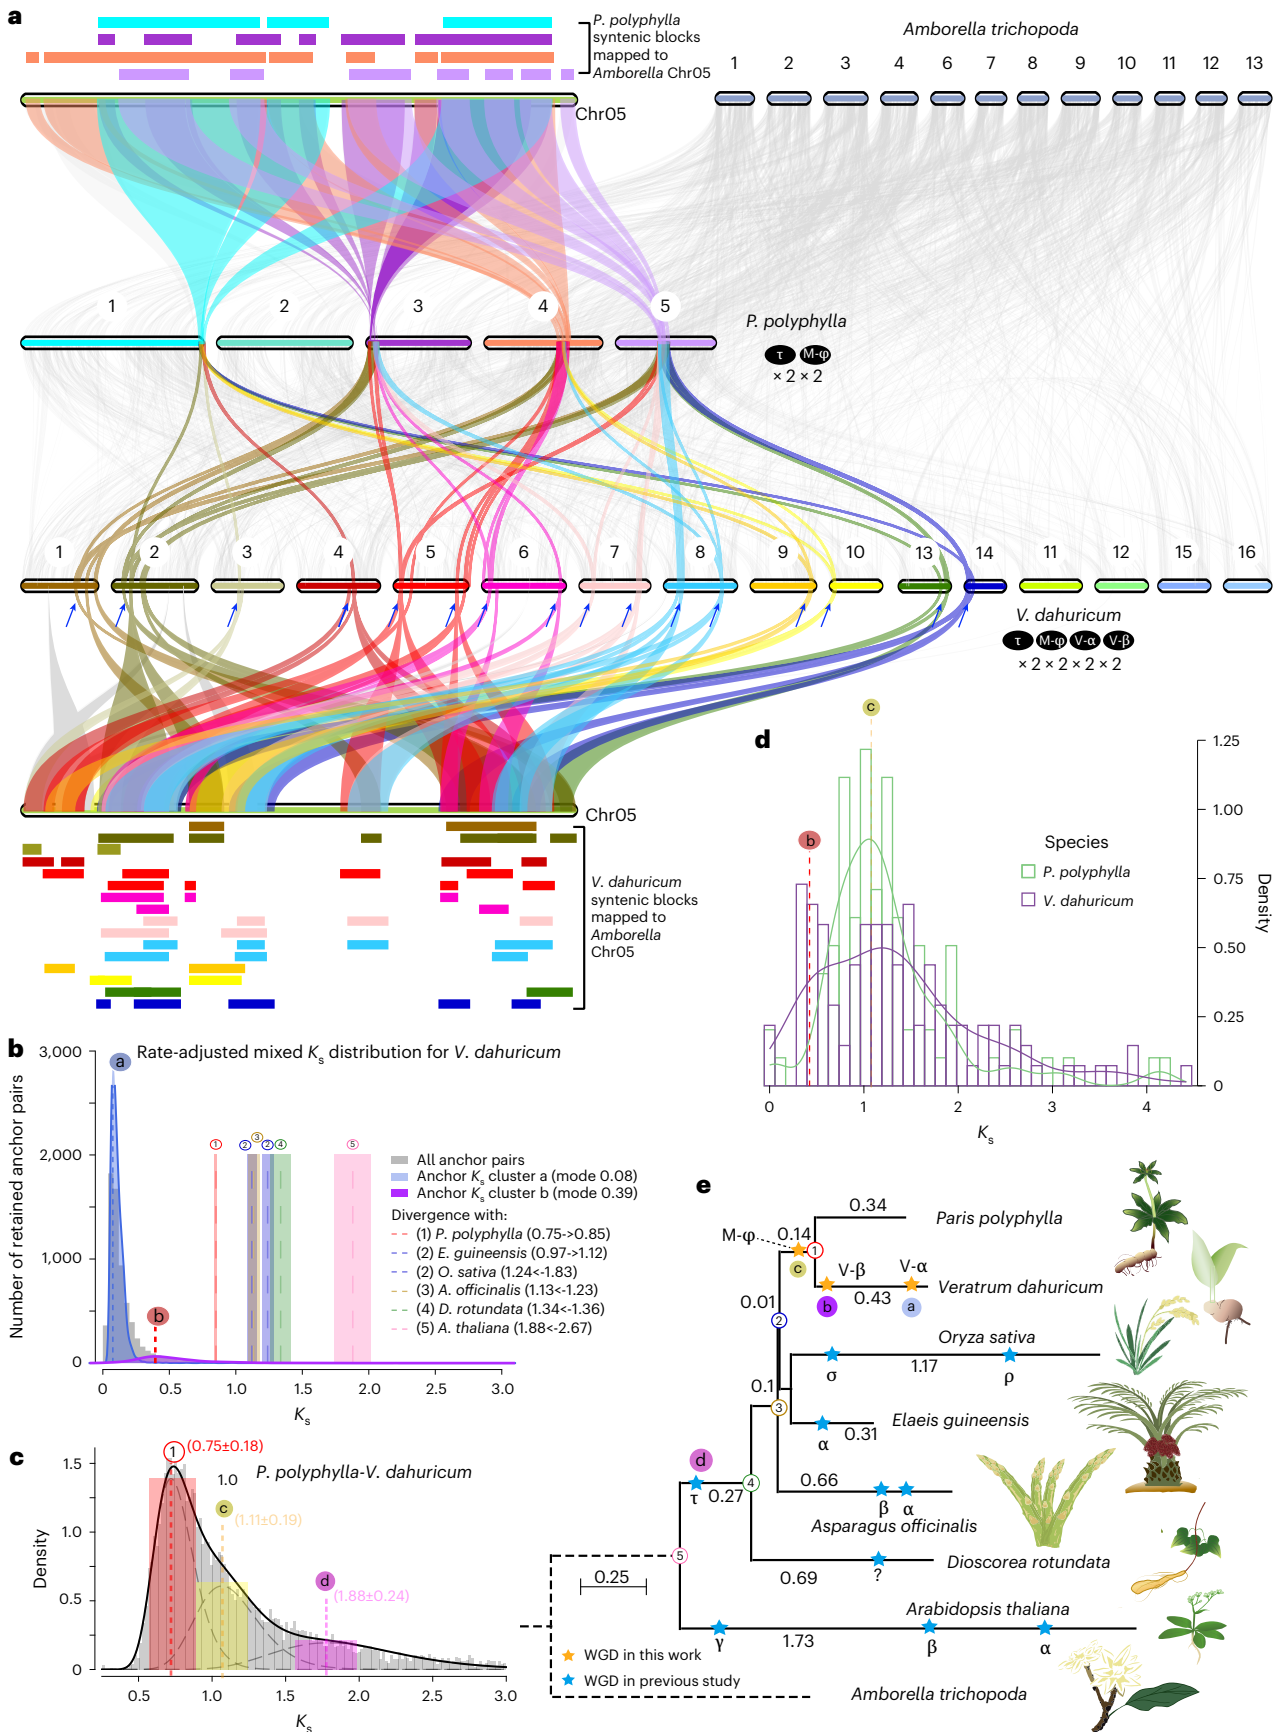 a
P. polyphylla
syntenic blocks
mapped to
Amborella Chr05
Amborella trichopoda
1 2 3 4 6 7 8 9 10 11 12 13
Chr05
1 2 3 4 5
P. polyphylla
τ M-φ
× 2 × 2
1 2 3 4 5 6 7 8 9 10 13 14 11 12 15 16
V. dahuricum
τ M-φ V-α V-β
× 2 × 2 × 2 × 2
Chr05
V. dahuricum
syntenic blocks
mapped to
Amborella
Chr05
d
c
b
1.25
1.00
0.75
0.50
0.25
0
Density
Species
P. polyphylla
V. dahuricum
0 1 2 3 4
Ks
b
Rate-adjusted mixed Ks distribution for V. dahuricum
a
b
3,000
2,000
1,000
0
Number of retained anchor pairs
1 2 3 2 4 5
All anchor pairs
Anchor Ks cluster a (mode 0.08)
Anchor Ks cluster b (mode 0.39)
Divergence with:
(1) P. polyphylla (0.75->0.85)
(2) E. guineensis (0.97->1.12)
(2) O. sativa (1.24<-1.83)
(3) A. officinalis (1.13<-1.23)
(4) D. rotundata (1.34<-1.36)
(5) A. thaliana (1.88<-2.67)
0 0.5 1.0 1.5 2.0 2.5 3.0
Ks
c
1 (0.75±0.18)
P. polyphylla-V. dahuricum
1.0
c
(1.11±0.19)
d
(1.88±0.24)
1.5
1.0
0.5
0
Density
0.5 1.0 1.5 2.0 2.5 3.0
Ks
e
0.34
Paris polyphylla
M-φ 0.14
1
c
V-β V-α
0.43
Veratrum dahuricum
b a
0.01
2
Oryza sativa
σ 1.17 ρ
0.1
3
Elaeis guineensis
α 0.31
d
0.66
4
τ 0.27
β α
Asparagus officinalis
5
Dioscorea rotundata
0.69 ?
0.25
Arabidopsis thaliana
γ 1.73 β α
WGD in this work
WGD in previous study
Amborella trichopoda